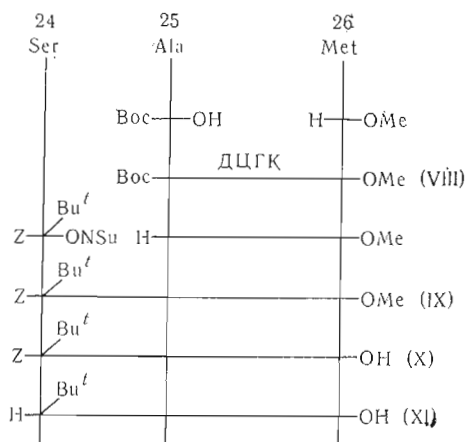 24 25 26
Ser Ala Met
Boc OH H OMe
ДЦГК
Boc OMe (VIII)
Bu^t
Z ONSu H OMe
Bu^t
Z OMe (IX)
Bu^t
Z OH (X)
Bu^t
H OH (XI)